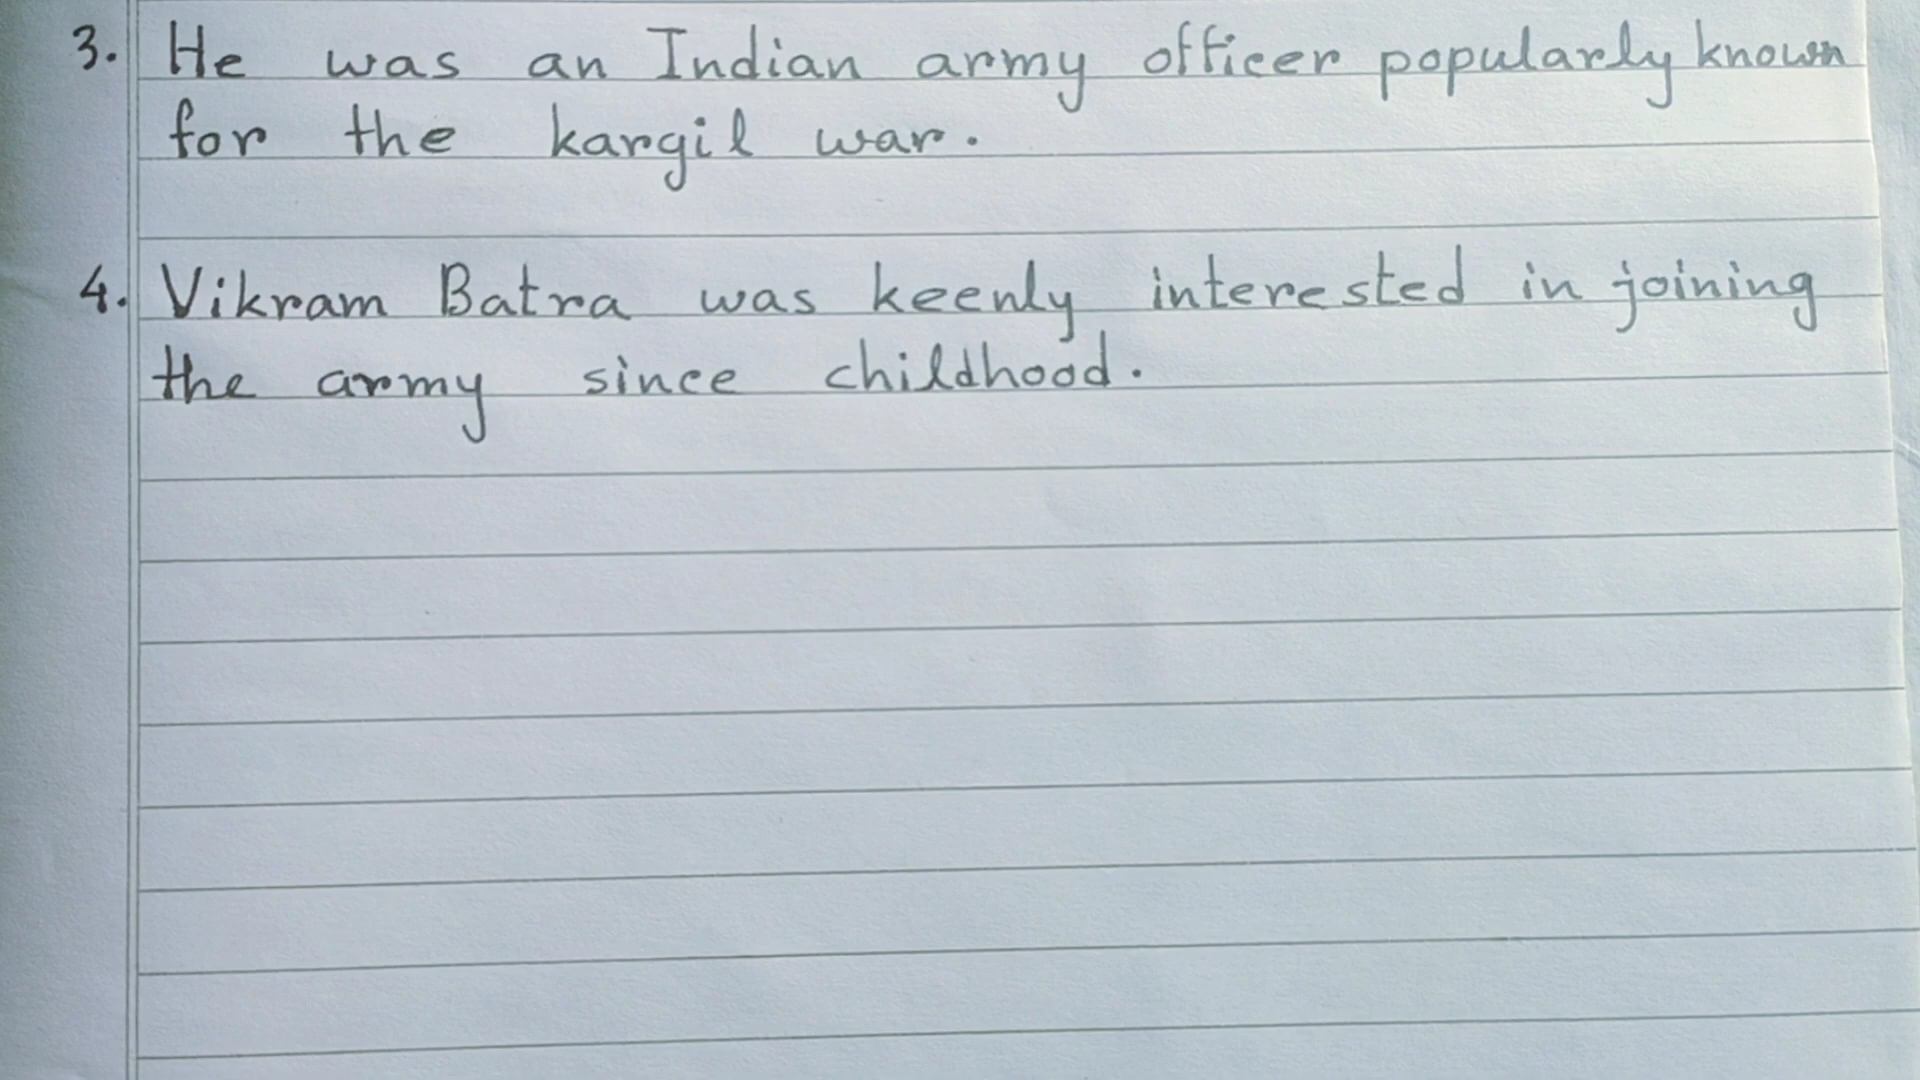 3. He was an Indian army officer popularly known
for the kargil war.
4. Vikram Batra was keenly interested in joining
the army since childhood.